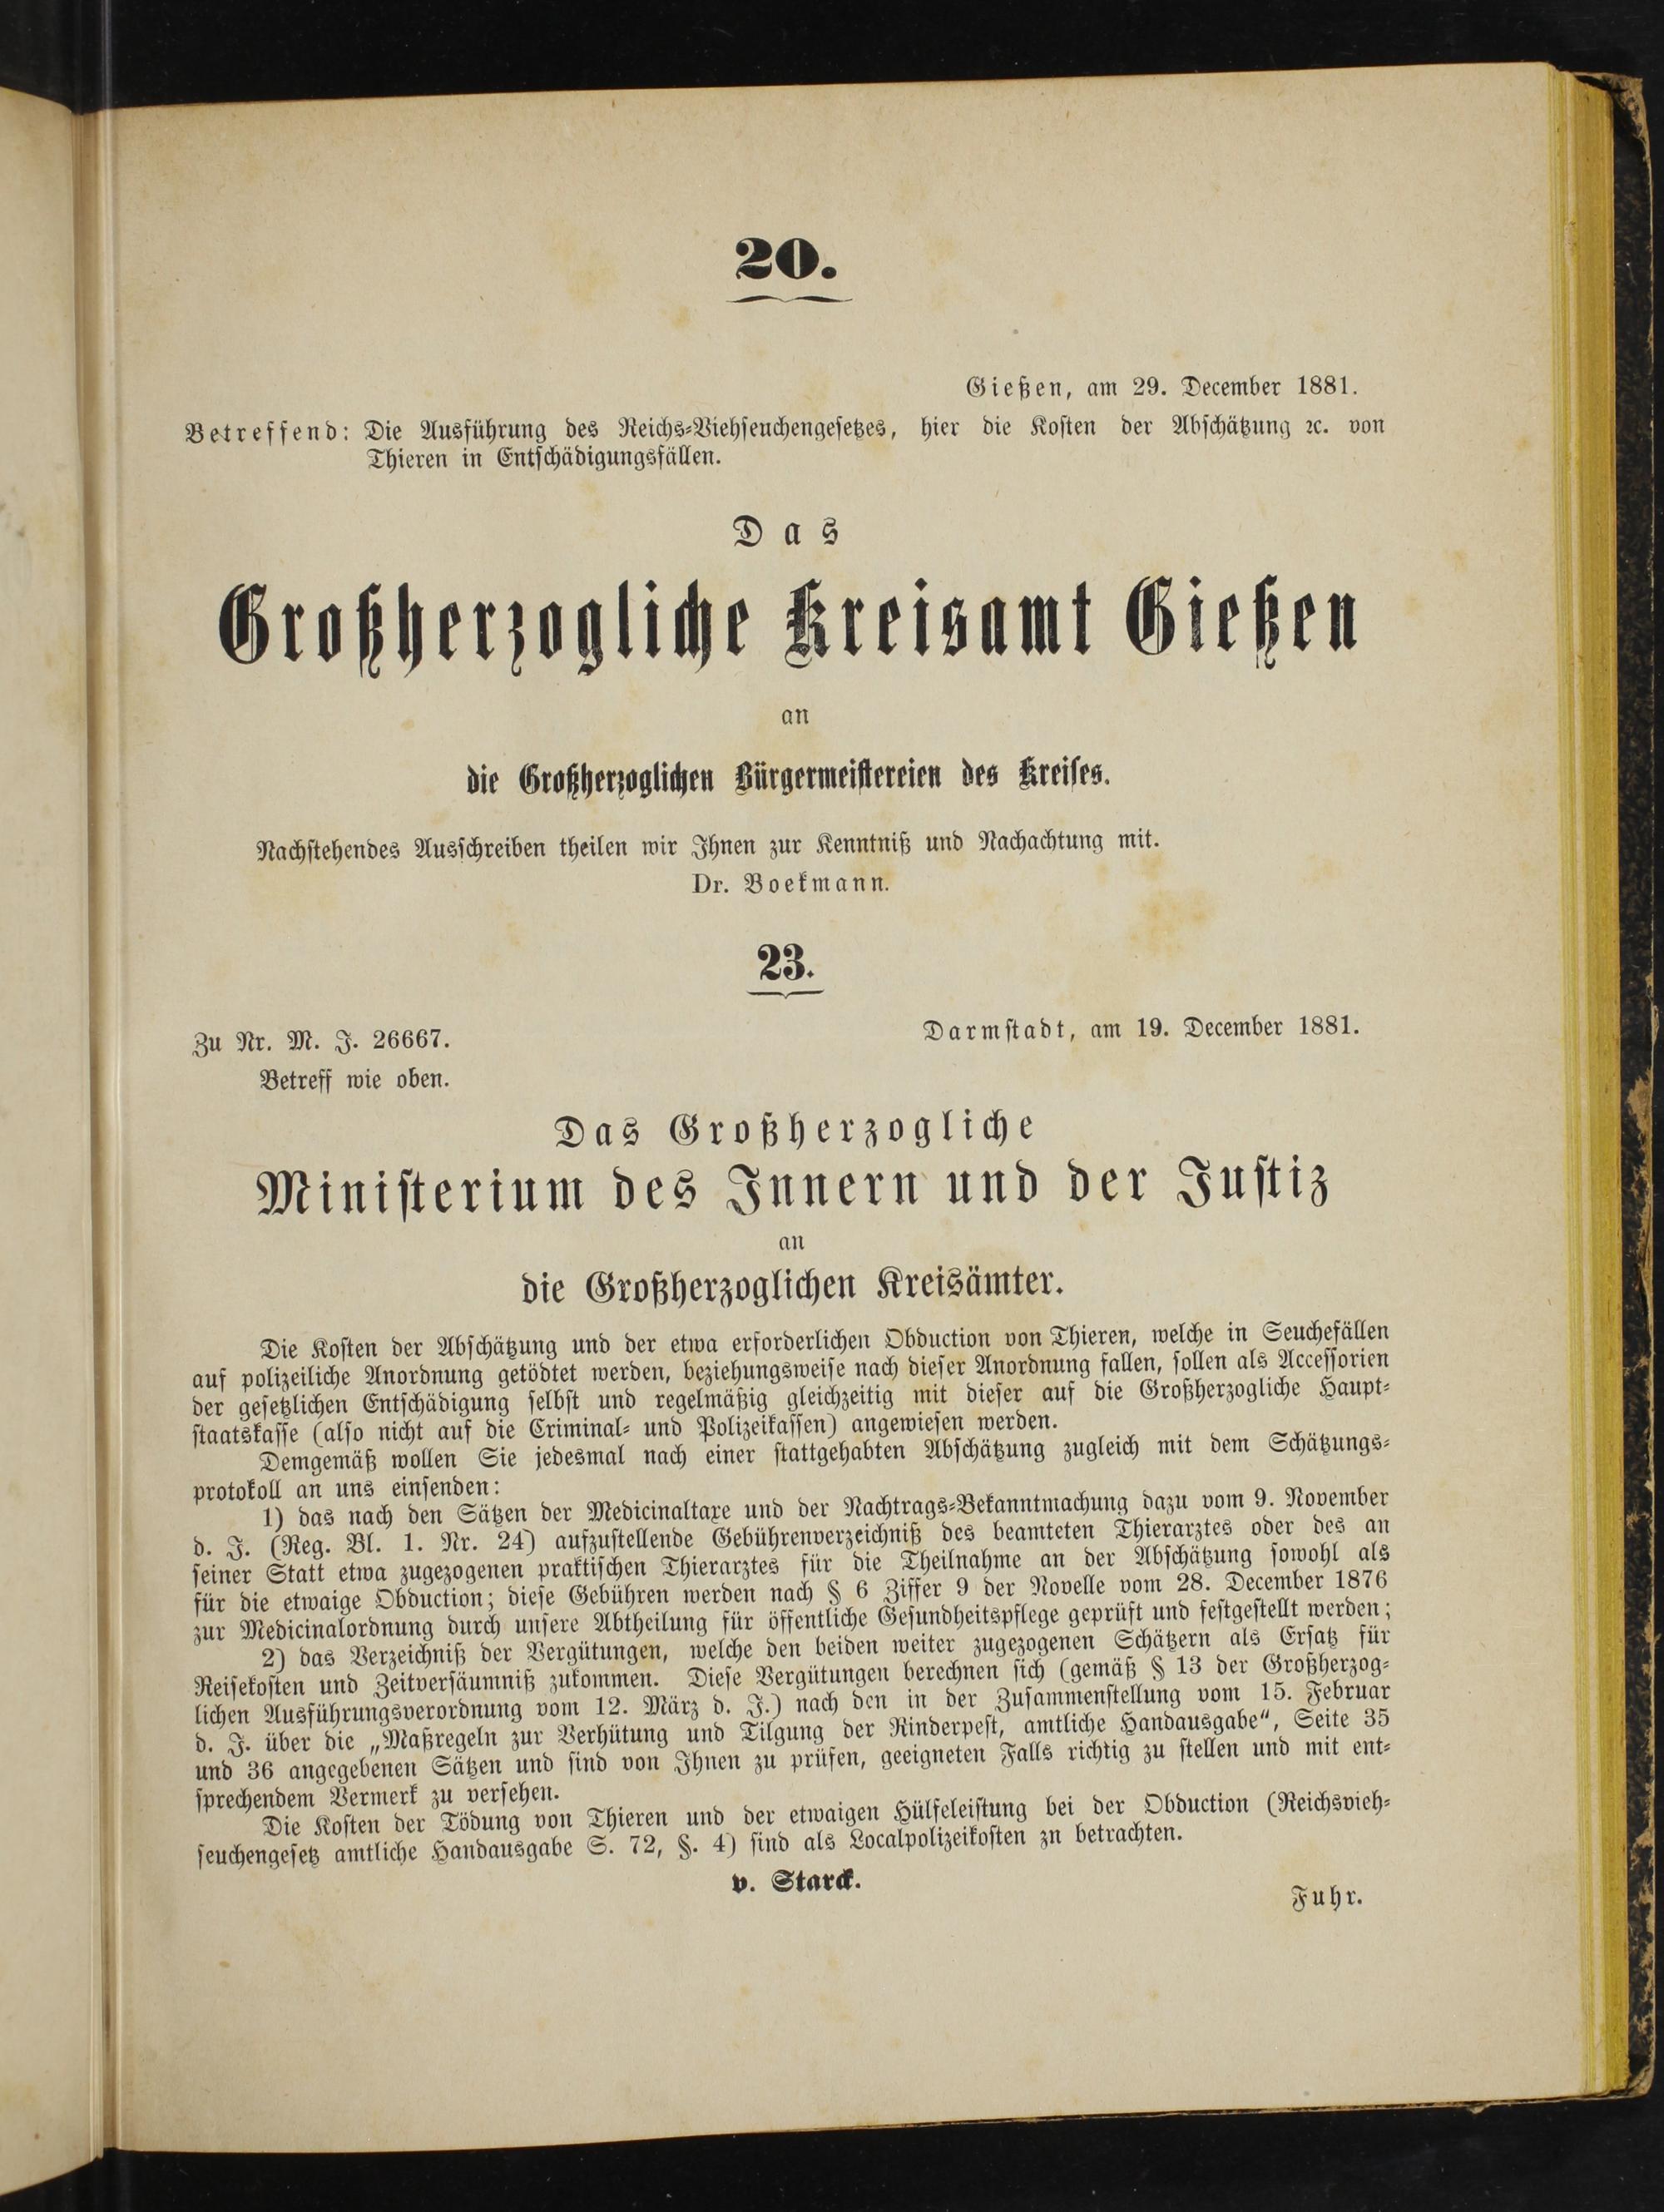 20.
Gießen, am 29. December 1881.
Betreffend: Die Ausführung des Reichs-Viehseuchengesetzes, hier die Kosten der Abschätzung ꝛc. von
Thieren in Entschädigungsfällen.
Das
Großherzogliche Kreisamt Gießen
an
die Großherzoglichen Bürgermeistereien des Kreises.
Nachstehendes Ausschreiben theilen wir Ihnen zur Kenntniß und Nachachtung mit.
Dr. Boekmann.
23.
Zu Nr. M. J. 26667.
Darmstadt, am 19. December 1881.
Betreff wie oben.
Das Großherzogliche
Ministerium des Innern und der Justiz
an
die Großherzoglichen Kreisämter.
Die Kosten der Abschätzung und der etwa erforderlichen Obduction von Thieren, welche in Seuchefällen
auf polizeiliche Anordnung getödtet werden, beziehungsweise nach dieser Anordnung fallen, sollen als Accessorien
der gesetzlichen Entschädigung selbst und regelmäßig gleichzeitig mit dieser auf die Großherzogliche Haupt-
staatskasse (also nicht auf die Criminal- und Polizeikassen) angewiesen werden.
Demgemäß wollen Sie jedesmal nach einer stattgehabten Abschätzung zugleich mit dem Schätzungs-
protokoll an uns einsenden:
1) das nach den Sätzen der Medicinaltaxe und der Nachtrags-Bekanntmachung dazu vom 9. November
d. J. (Reg. Bl. 1. Nr. 24) aufzustellende Gebührenverzeichniß des beamteten Thierarztes oder des an
seiner Statt etwa zugezogenen praktischen Thierarztes für die Theilnahme an der Abschätzung sowohl als
für die etwaige Obduction; diese Gebühren werden nach § 6 Ziffer 9 der Novelle vom 28. December 1876
zur Medicinalordnung durch unsere Abtheilung für öffentliche Gesundheitspflege geprüft und festgestellt werden;
2) das Verzeichniß der Vergütungen, welche den beiden weiter zugezogenen Schätzern als Ersatz für
Reisekosten und Zeitversäumniß zukommen. Diese Vergütungen berechnen sich (gemäß § 13 der Großherzog-
lichen Ausführungsverordnung vom 12. März d. J.) nach den in der Zusammenstellung vom 15. Februar
d. J. über die „Maßregeln zur Verhütung und Tilgung der Rinderpest, amtliche Handausgabe“, Seite 35
und 36 angegebenen Sätzen und sind von Ihnen zu prüfen, geeigneten Falls richtig zu stellen und mit ent-
sprechendem Vermerk zu versehen.
Die Kosten der Tödung von Thieren und der etwaigen Hülfeleistung bei der Obduction (Reichsvieh-
seuchengesetz amtliche Handausgabe S. 72, §. 4) sind als Localpolizeikosten zn betrachten.
v. Starck.
Fuhr.